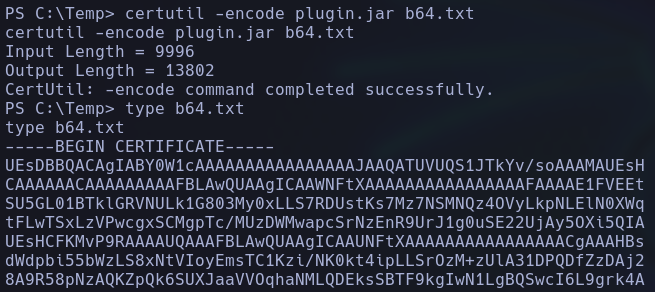 PS C:\Temp> certutil -encode plugin.jar b64.txt
certutil -encode plugin.jar b64.txt
Input Length = 9996
Output Length = 13802
CertUtil: -encode command completed successfully.
PS C:\Temp> type b64.txt
type b64.txt
-----BEGIN CERTIFICATE-----
UEsDBBQACAgIABY0W1cAAAAAAAAAAAAAAAAJAAQATUVUQS1JTkYv/soAAAMAUEsH
CAAAAAACAAAAAAAAAFBLAwQUAAgICAAWNFtXAAAAAAAAAAAAAAAAFAAAAE1FVEEt
SU5GL01BTklGRVNULk1G803My0xLLS7RDUstKs7Mz7NSMNQz4OVyLkpNLElN0XWq
tFLwTSxLzVPwcgxSCMgpTc/MUzDWMwapcSrNzEnR9UrJ1g0uSE22UjAy5OXi5QIA
UEsHCFKMvP9RAAAAUQAAAFBLAwQUAAgICAAUNFtXAAAAAAAAAAAAAAAACgAAAHBs
dWdpbi55bWzLS8xNtVIoyEmsTC1Kzi/NK0kt4ipLLSrOzM+zUlA31DPQDfZzDAj2
8A9R58pNzAQKZpQk6SUXJaaVVOqhaNMLQDEksSBTF9kgIwN1LgBQSwcI6L9grk4A